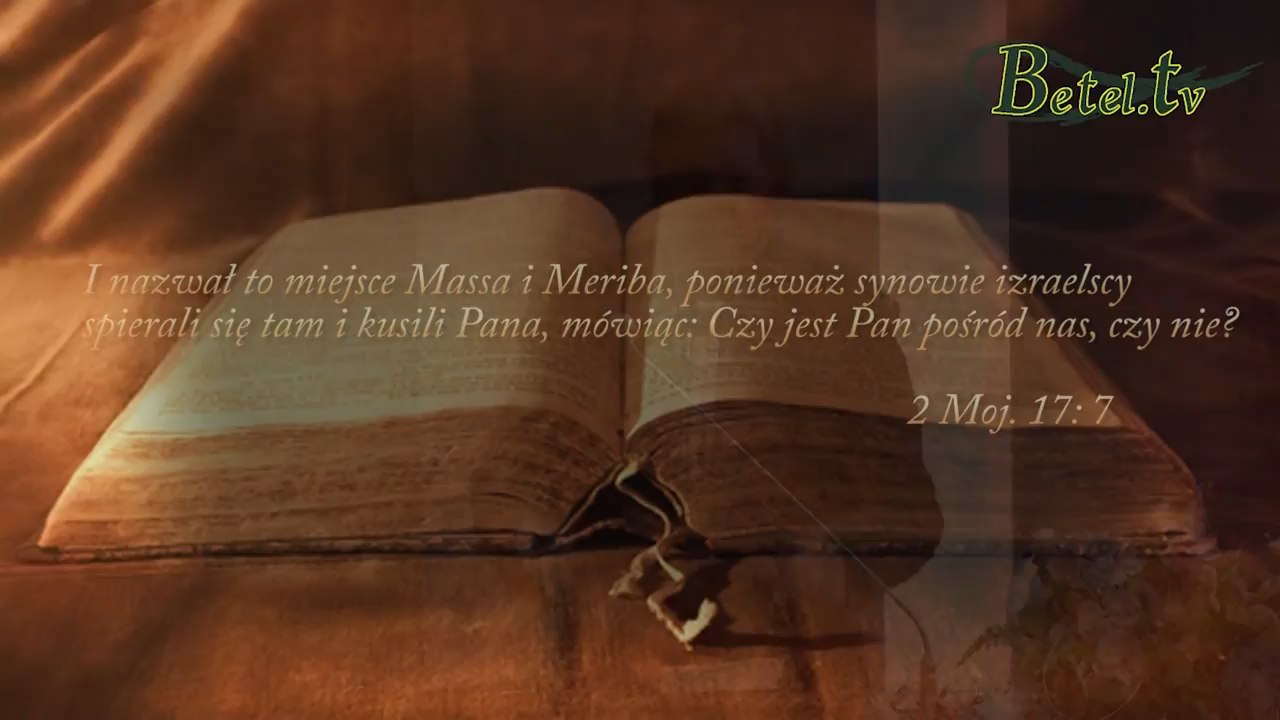 Betel.tv
I nazwał to miejsce Massa i Meriba, ponieważ synowie izraelscy
spierali się tam i kusili Pana, mówiąc: Czy jest Pan pośród nas, czy nie?
2 Moj. 17: 7